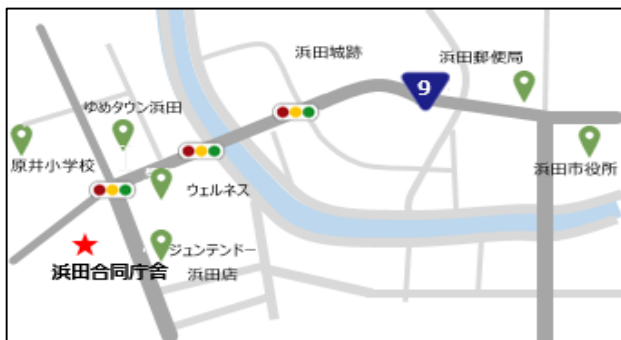 浜田城跡
浜田郵便局
9
ゆめタウン浜田
原井小学校
浜田市役所
ウェルネス
ジュンテンドー
浜田店
浜田合同庁舎